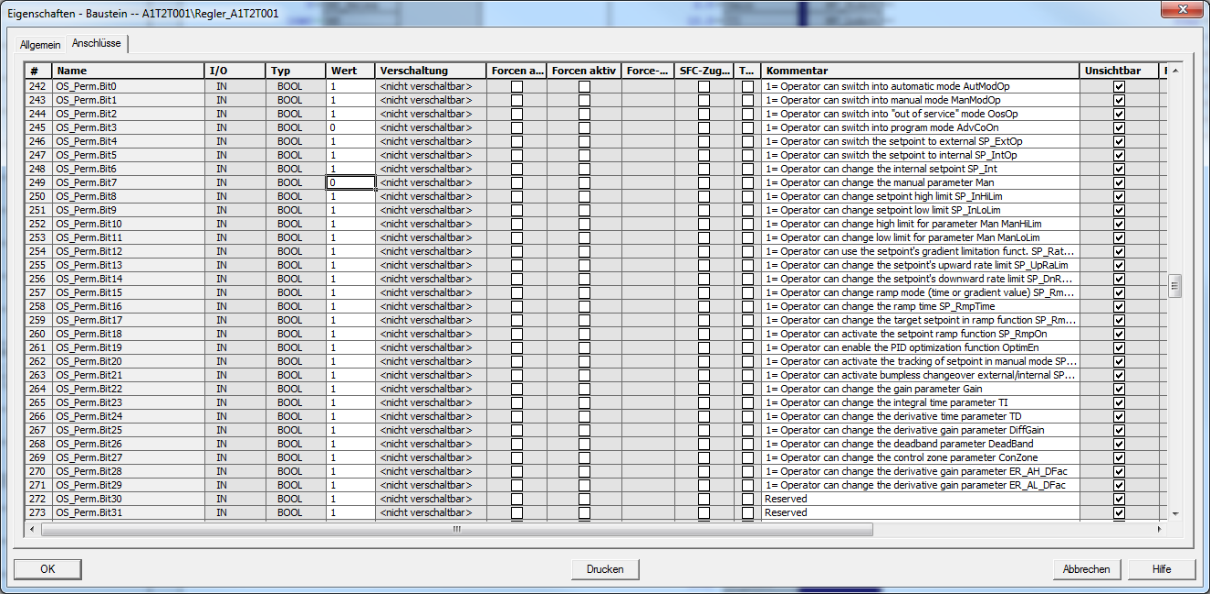 Eigenschaften - Baustein -- A1T2T001\Regler_A1T2T001
Allgemein Anschlüsse
# Name I/O Typ Wert Verschaltung Forcen a... Forcen aktiv Force-... SFC-Zug... T... Kommentar Unsichtbar
242 OS_Perm.Bit0 IN BOOL 1 <nicht verschaltbar> 1= Operator can switch into automatic mode AutModOp
243 OS_Perm.Bit1 IN BOOL 1 <nicht verschaltbar> 1= Operator can switch into manual mode ManModOp
244 OS_Perm.Bit2 IN BOOL 1 <nicht verschaltbar> 1= Operator can switch into "out of service" mode OosOp
245 OS_Perm.Bit3 IN BOOL 0 <nicht verschaltbar> 1= Operator can switch into program mode AdvCoOn
246 OS_Perm.Bit4 IN BOOL 1 <nicht verschaltbar> 1= Operator can switch the setpoint to external SP_ExtOp
247 OS_Perm.Bit5 IN BOOL 1 <nicht verschaltbar> 1= Operator can switch the setpoint to internal SP_IntOp
248 OS_Perm.Bit6 IN BOOL 1 <nicht verschaltbar> 1= Operator can change the internal setpoint SP_Int
249 OS_Perm.Bit7 IN BOOL 0 <nicht verschaltbar> 1= Operator can change the manual parameter Man
250 OS_Perm.Bit8 IN BOOL 1 <nicht verschaltbar> 1= Operator can change setpoint high limit SP_InHiLim
251 OS_Perm.Bit9 IN BOOL 1 <nicht verschaltbar> 1= Operator can change setpoint low limit SP_InLoLim
252 OS_Perm.Bit10 IN BOOL 1 <nicht verschaltbar> 1= Operator can change high limit for parameter Man ManHiLim
253 OS_Perm.Bit11 IN BOOL 1 <nicht verschaltbar> 1= Operator can change low limit for parameter Man ManLoLim
254 OS_Perm.Bit12 IN BOOL 1 <nicht verschaltbar> 1= Operator can use the setpoint's gradient limitation funct. SP_Rat...
255 OS_Perm.Bit13 IN BOOL 1 <nicht verschaltbar> 1= Operator can change the setpoint's upward rate limit SP_UpRaLim
256 OS_Perm.Bit14 IN BOOL 1 <nicht verschaltbar> 1= Operator can change the setpoint's downward rate limit SP_DnR...
257 OS_Perm.Bit15 IN BOOL 1 <nicht verschaltbar> 1= Operator can change ramp mode (time or gradient value) SP_Rm...
258 OS_Perm.Bit16 IN BOOL 1 <nicht verschaltbar> 1= Operator can change the ramp time SP_RmpTime
259 OS_Perm.Bit17 IN BOOL 1 <nicht verschaltbar> 1= Operator can change the target setpoint in ramp function SP_Rm...
260 OS_Perm.Bit18 IN BOOL 1 <nicht verschaltbar> 1= Operator can activate the setpoint ramp function SP_RmpOn
261 OS_Perm.Bit19 IN BOOL 1 <nicht verschaltbar> 1= Operator can enable the PID optimization function OptimEn
262 OS_Perm.Bit20 IN BOOL 1 <nicht verschaltbar> 1= Operator can activate the tracking of setpoint in manual mode SP...
263 OS_Perm.Bit21 IN BOOL 1 <nicht verschaltbar> 1= Operator can activate bumpless changeover external/internal SP...
264 OS_Perm.Bit22 IN BOOL 1 <nicht verschaltbar> 1= Operator can change the gain parameter Gain
265 OS_Perm.Bit23 IN BOOL 1 <nicht verschaltbar> 1= Operator can change the integral time parameter TI
266 OS_Perm.Bit24 IN BOOL 1 <nicht verschaltbar> 1= Operator can change the derivative time parameter TD
267 OS_Perm.Bit25 IN BOOL 1 <nicht verschaltbar> 1= Operator can change the derivative gain parameter DiffGain
268 OS_Perm.Bit26 IN BOOL 1 <nicht verschaltbar> 1= Operator can change the deadband parameter DeadBand
269 OS_Perm.Bit27 IN BOOL 1 <nicht verschaltbar> 1= Operator can change the control zone parameter ConZone
270 OS_Perm.Bit28 IN BOOL 1 <nicht verschaltbar> 1= Operator can change the derivative gain parameter ER_AH_DFac
271 OS_Perm.Bit29 IN BOOL 1 <nicht verschaltbar> 1= Operator can change the derivative gain parameter ER_AL_DFac
272 OS_Perm.Bit30 IN BOOL 1 <nicht verschaltbar> Reserved
273 OS_Perm.Bit31 IN BOOL 1 <nicht verschaltbar> Reserved
OK Drucken Abbrechen Hilfe